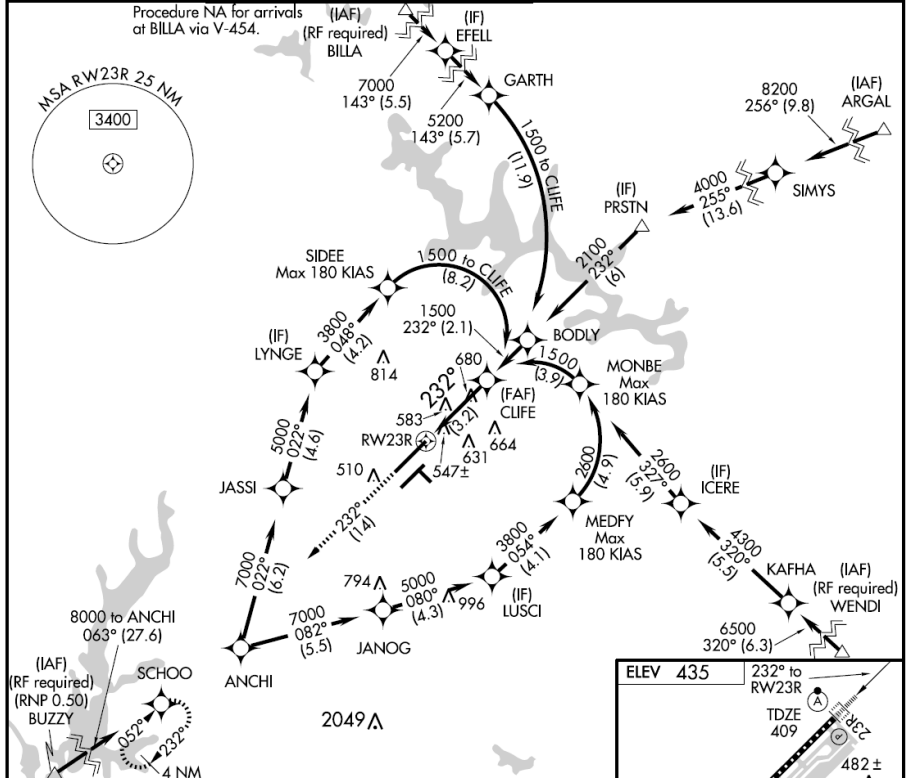 Procedure NA for arrivals
at BILLA via V-454.
(IAF)
(RF required)
BILLA
(IF)
EFELL
7000
143° (5.5)
GARTH
5200
143° (5.7)
MSA RW23R 25 NM
3400
1500 to CLIFE
(11.9)
8200
256° (9.8)
(IAF)
ARGAL
SIMYS
4000
255°
(13.6)
(IF)
PRSTN
2100
232°
(6)
SIDEE
Max 180 KIAS
1500 to CLIFE
(8.2)
1500
232° (2.1)
BODLY
(IF)
LYNGE
3800
048°
(4.2)
814
680
232°
583
(3.2)
(FAF)
CLIFE
1500
(3.9)
MONBE
Max
180 KIAS
RW23R
664
631
547±
510
5000
022°
(4.6)
JASSI
232°
(14)
2600
(4.9)
2600
327°
(5.9)
(IF)
ICERE
MEDFY
Max
180 KIAS
3800
054°
(4.1)
4300
320°
(5.5)
KAFHA
(IAF)
(RF required)
WENDI
6500
320° (6.3)
7000
022°
(6.2)
794
5000
080°
(4.3)
996
(IF)
LUSCI
7000
082°
(5.5)
JANOG
ANCHI
8000 to ANCHI
063° (27.6)
(IAF)
(RF required)
(RNP 0.50)
BUZZY
SCHOO
052°
232°
4 NM
2049
ELEV 435
232° to
RW23R
A
TDZE
409
23R
P
482±